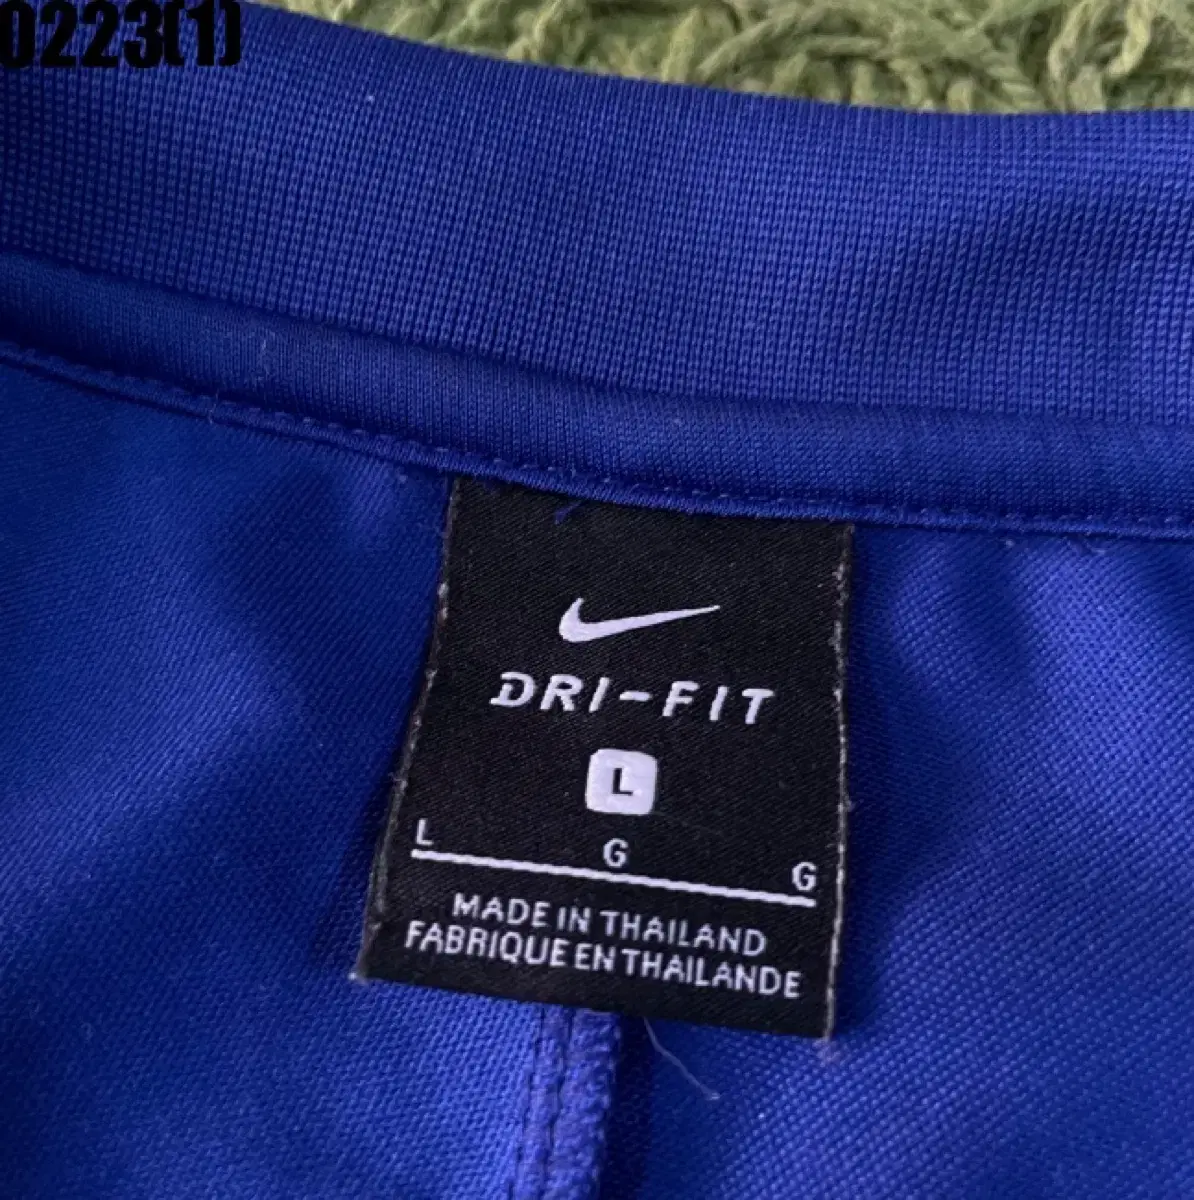 0223(1)
DRI-FIT
L
L G G
MADE IN THAILAND
FABRIQUE EN THAILANDE